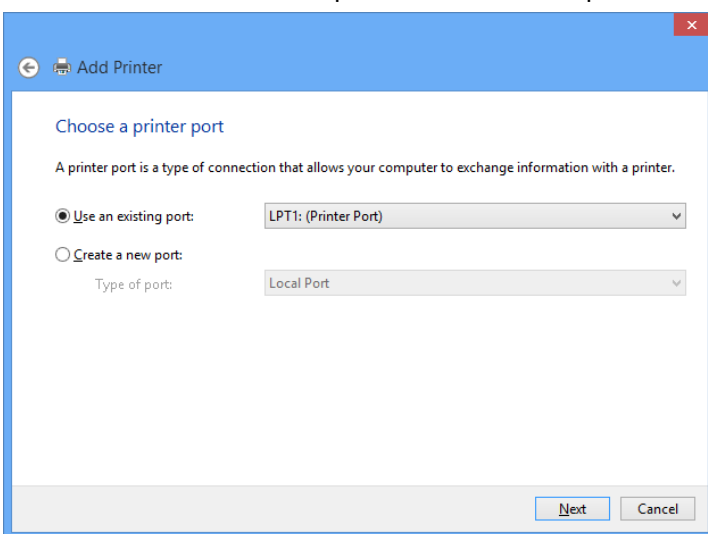 Add Printer
Choose a printer port
A printer port is a type of connection that allows your computer to exchange information with a printer.
Use an existing port: LPT1: (Printer Port)
Create a new port:
Type of port: Local Port
Next Cancel